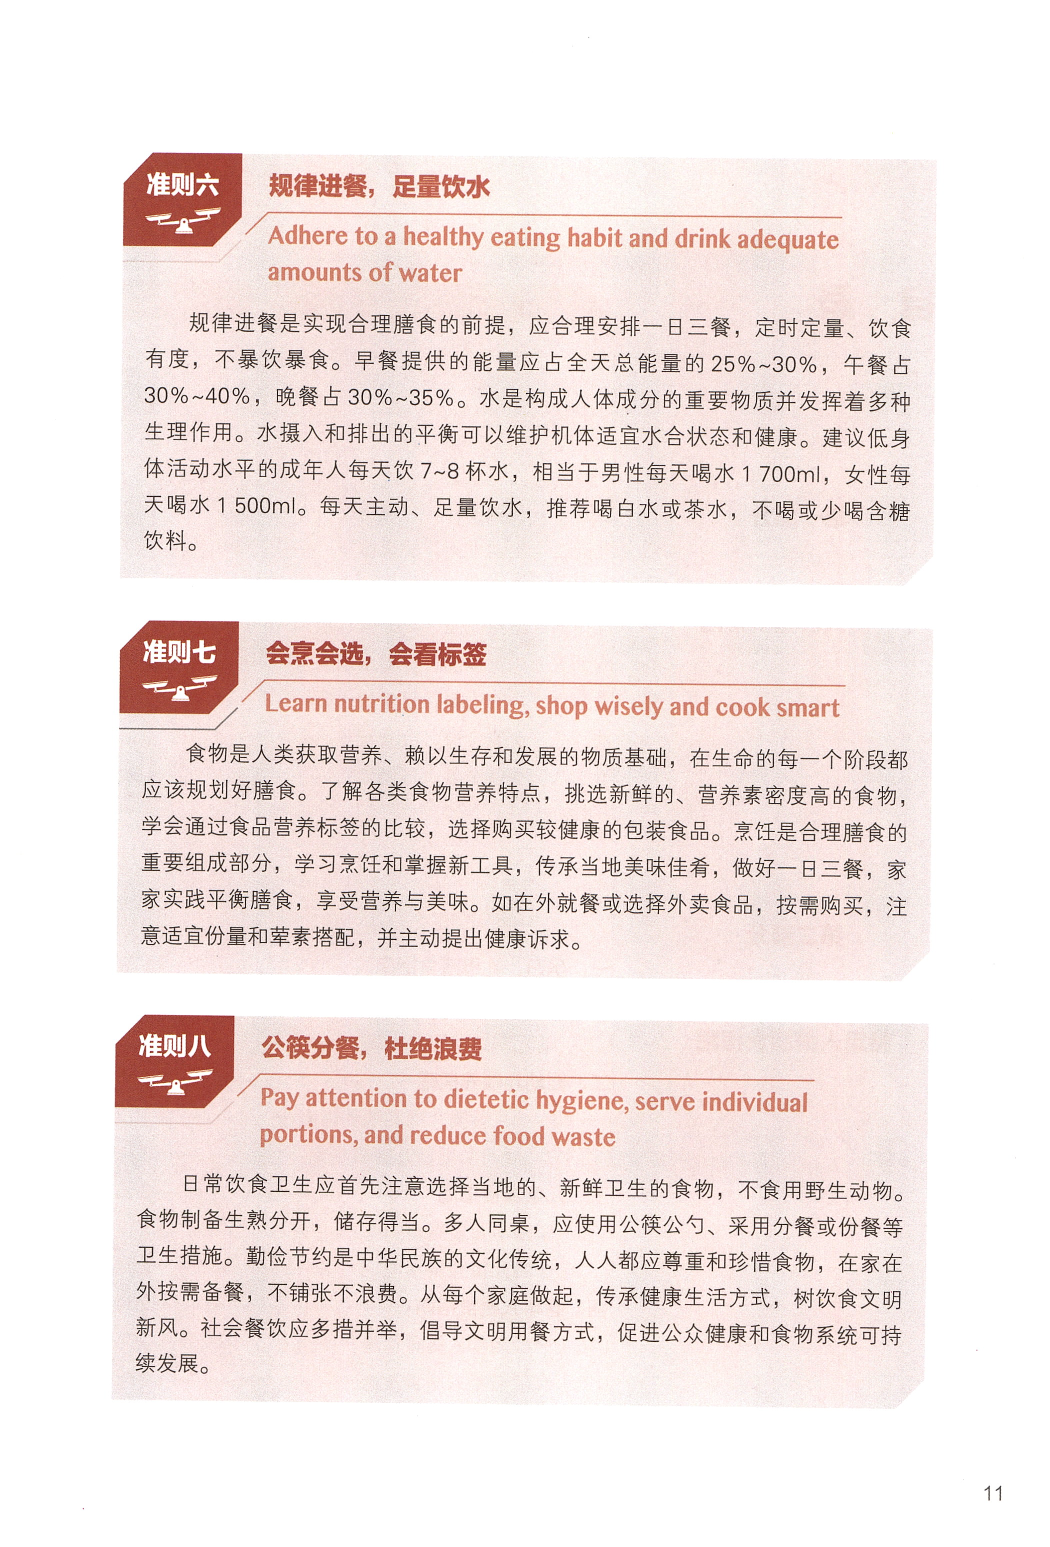 准则六
规律进餐，足量饮水
Adhere to a healthy eating habit and drink adequate
amounts of water
规律进餐是实现合理膳食的前提，应合理安排一日三餐，定时定量、饮食
有度，不暴饮暴食。早餐提供的能量应占全天总能量的25%~30%，午餐占
30%~40%，晚餐占30%~35%。水是构成人体成分的重要物质并发挥着多种
生理作用。水摄入和排出的平衡可以维护机体适宜水合状态和健康。建议低身
体活动水平的成年人每天饮7~8杯水，相当于男性每天喝水1 700ml，女性每
天喝水1 500ml。每天主动、足量饮水，推荐喝白水或茶水，不喝或少喝含糖
饮料。
准则七
会烹会选，会看标签
Learn nutrition labeling, shop wisely and cook smart
食物是人类获取营养、赖以生存和发展的物质基础，在生命的每一个阶段都
应该规划好膳食。了解各类食物营养特点，挑选新鲜的、营养素密度高的食物，
学会通过食品营养标签的比较，选择购买较健康的包装食品。烹饪是合理膳食的
重要组成部分，学习烹饪和掌握新工具，传承当地美味佳肴，做好一日三餐，家
家实践平衡膳食，享受营养与美味。如在外就餐或选择外卖食品，按需购买，注
意适宜份量和荤素搭配，并主动提出健康诉求。
准则八
公筷分餐，杜绝浪费
Pay attention to dietetic hygiene, serve individual
portions, and reduce food waste
日常饮食卫生应首先注意选择当地的、新鲜卫生的食物，不食用野生动物。
食物制备生熟分开，储存得当。多人同桌，应使用公筷公勺、采用分餐或份餐等
卫生措施。勤俭节约是中华民族的文化传统，人人都应尊重和珍惜食物，在家在
外按需备餐，不铺张不浪费。从每个家庭做起，传承健康生活方式，树饮食文明
新风。社会餐饮应多措并举，倡导文明用餐方式，促进公众健康和食物系统可持
续发展。
11